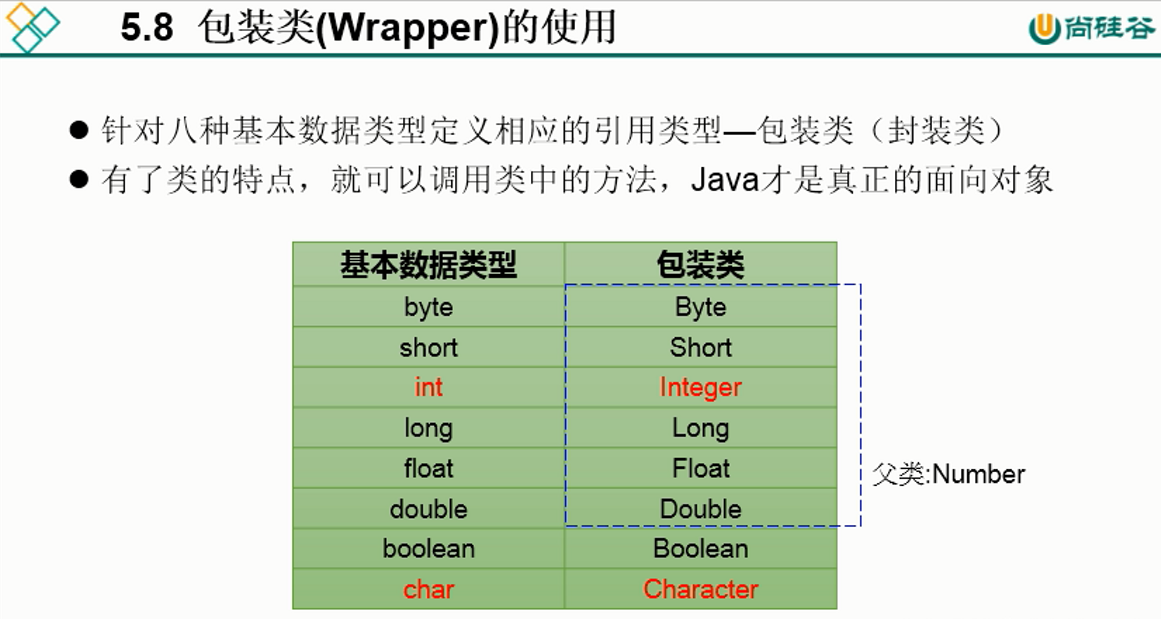 5.8 包装类(Wrapper)的使用
尚硅谷
● 针对八种基本数据类型定义相应的引用类型—包装类（封装类）
● 有了类的特点，就可以调用类中的方法，Java才是真正的面向对象
基本数据类型 包装类
byte Byte
short Short
int Integer
long Long
float Float
父类:Number
double Double
boolean Boolean
char Character